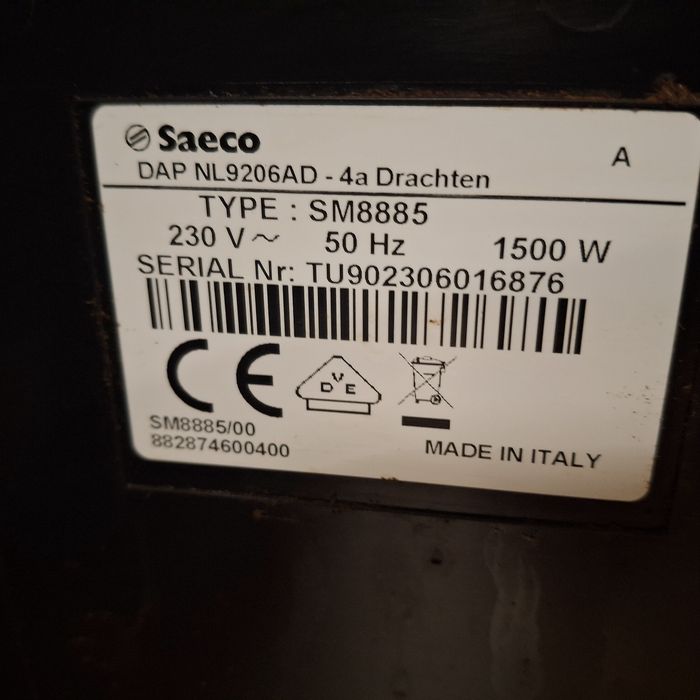 Saeco
DAP NL9206AD - 4a Drachten
A
TYPE : SM8885
230 V ~ 50 Hz 1500 W
SERIAL Nr: TU902306016876
CE
DVE
SM8885/00
882874600400
MADE IN ITALY